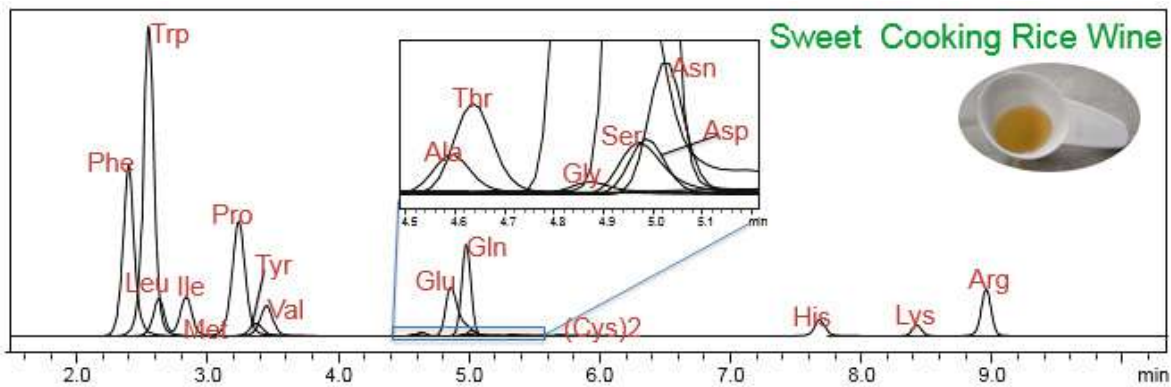 Sweet Cooking Rice Wine
Trp
Phe
Leu
Ile
Met
Pro
Tyr
Val
Glu
Gln
(Cys)2
His
Lys
Arg
Thr
Ala
Gly
Ser
Asn
Asp
4.5 4.6 4.7 4.8 4.9 5.0 5.1 min
2.0 3.0 4.0 5.0 6.0 7.0 8.0 9.0 min